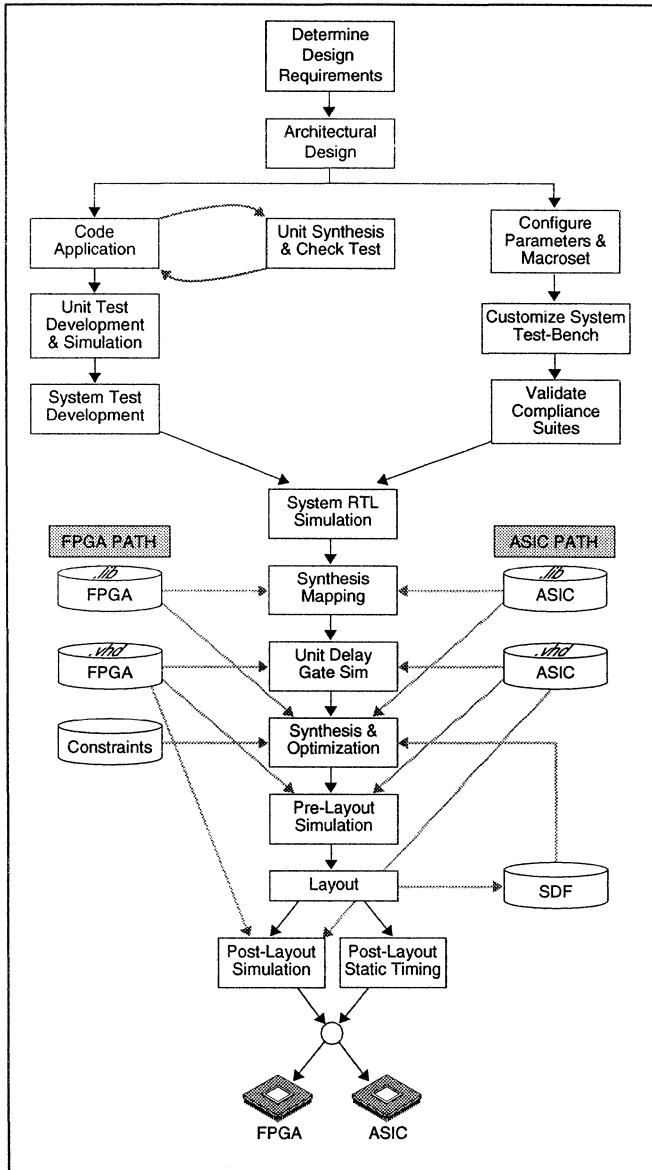 Determine
Design
Requirements
Architectural
Design
Code
Application
Unit Synthesis
& Check Test
Configure
Parameters &
Macroset
Unit Test
Development
& Simulation
Customize System
Test-Bench
System Test
Development
Validate
Compliance
Suites
System RTL
Simulation
FPGA PATH
ASIC PATH
.lib
FPGA
Synthesis
Mapping
.lib
ASIC
.vhd
FPGA
Unit Delay
Gate Sim
.vhd
ASIC
Constraints
Synthesis &
Optimization
Pre-Layout
Simulation
Layout
SDF
Post-Layout
Simulation
Post-Layout
Static Timing
FPGA
ASIC